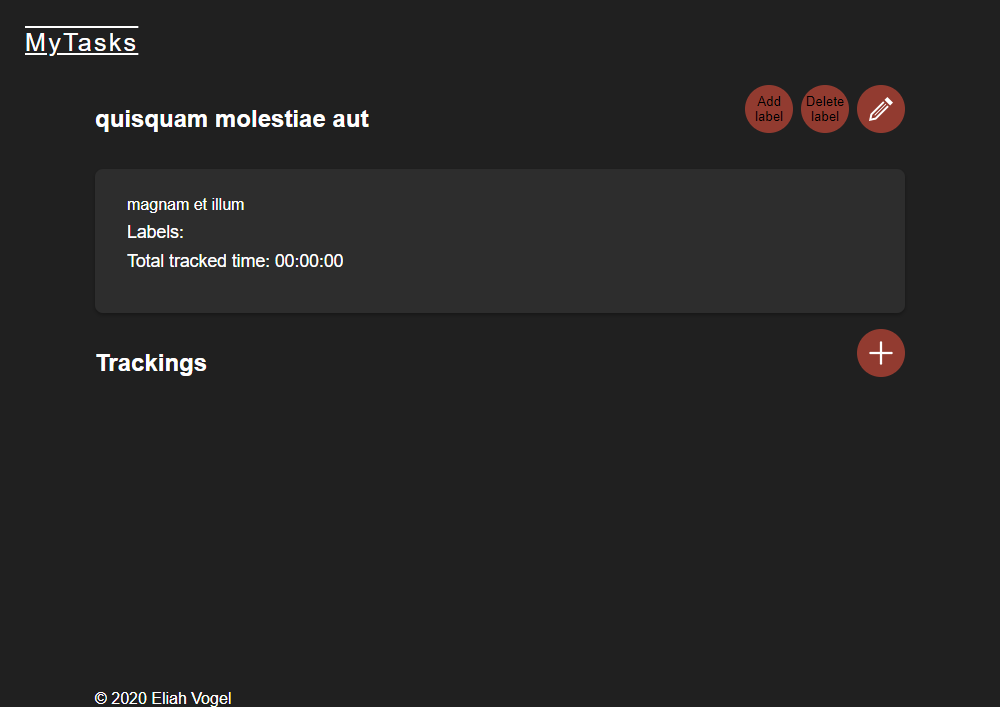 MyTasks
quisquam molestiae aut
Add
label
Delete
label
magnam et illum
Labels:
Total tracked time: 00:00:00
Trackings
© 2020 Eliah Vogel